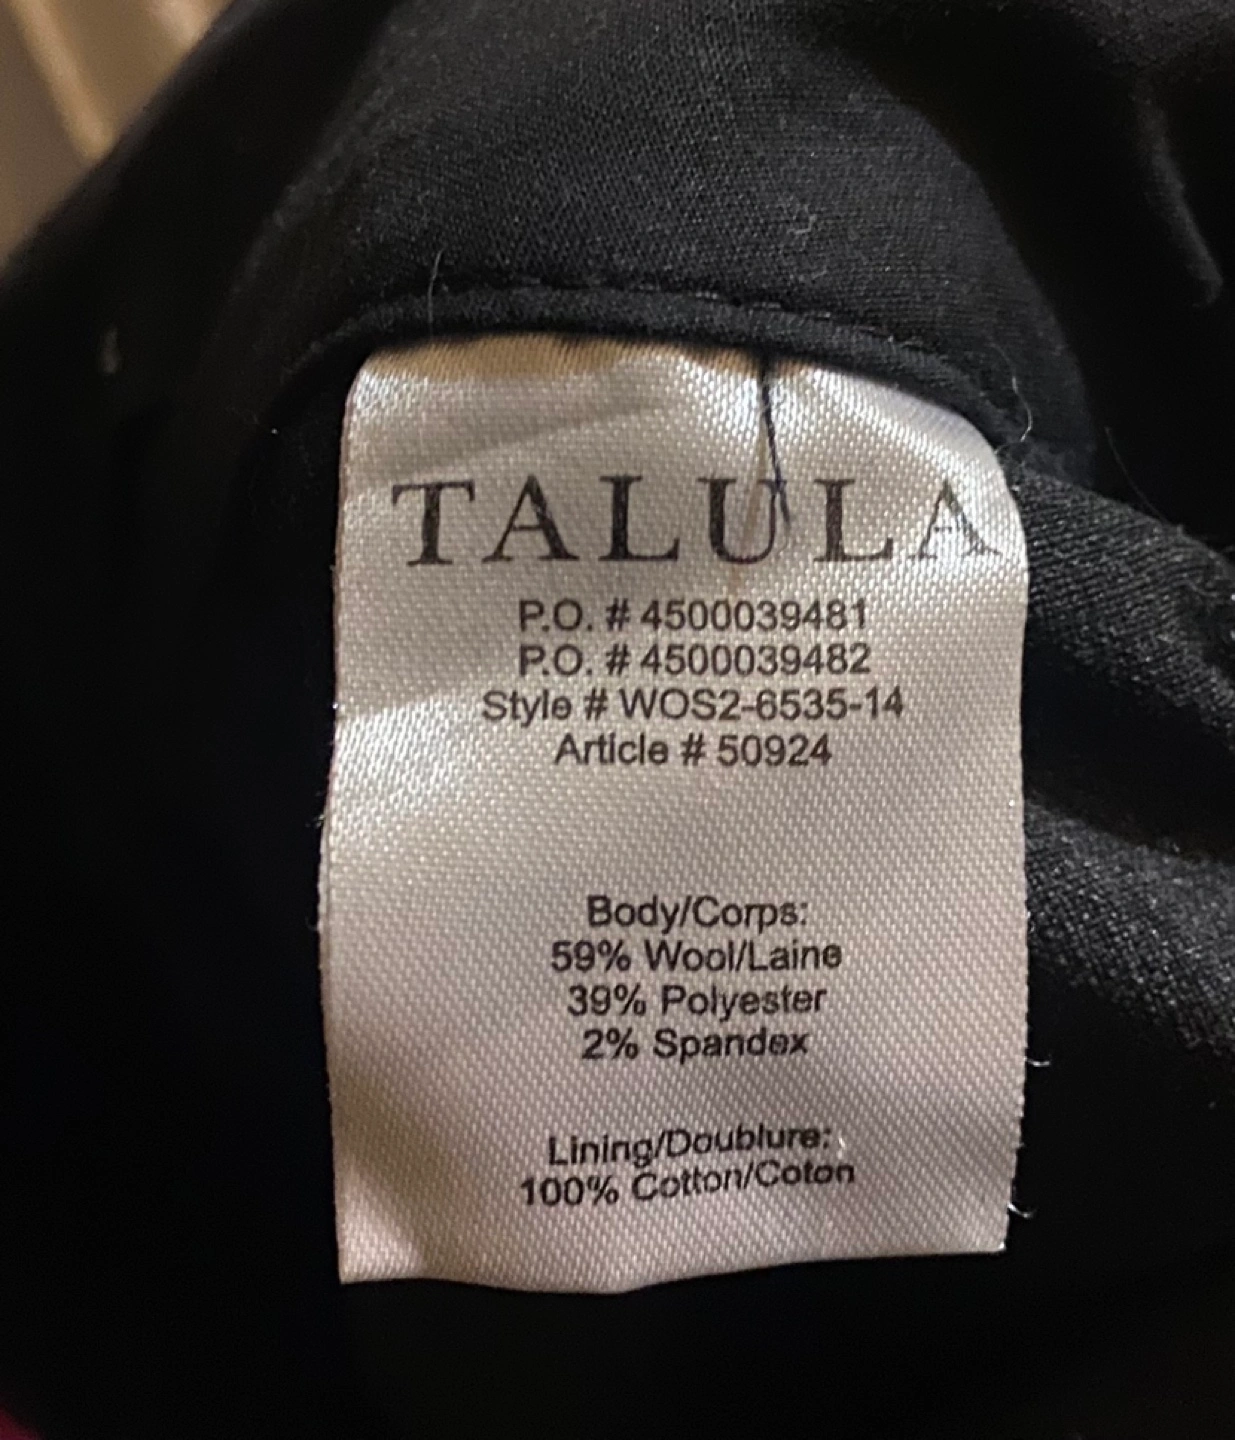 TALULA
P.O. # 4500039481
P.O. # 4500039482
Style # WOS2-6535-14
Article # 50924
Body/Corps:
59% Wool/Laine
39% Polyester
2% Spandex
Lining/Doublure:
100% Cotton/Coton